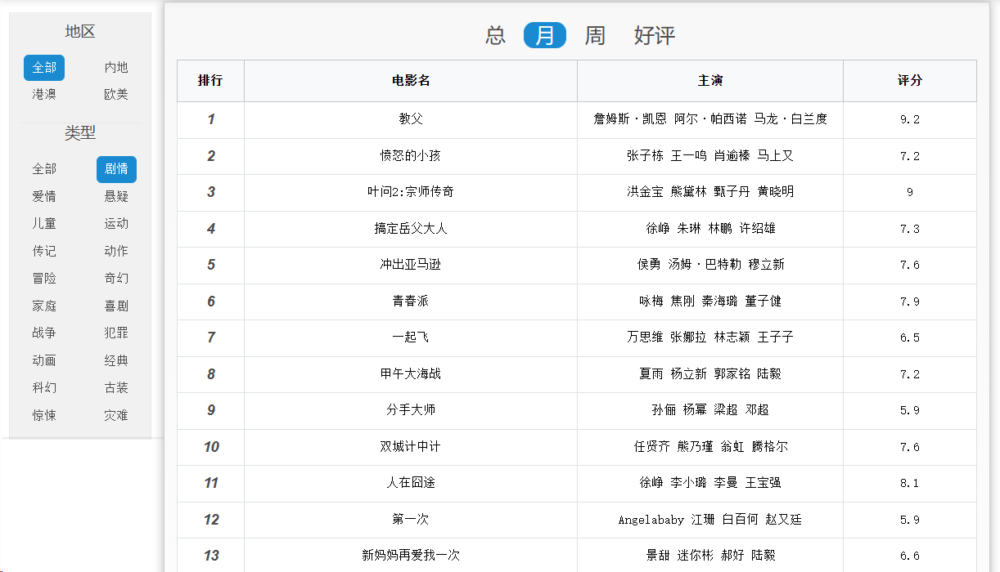 地区
全部 内地
港澳 欧美
类型
全部 剧情
爱情 悬疑
儿童 运动
传记 动作
冒险 奇幻
家庭 喜剧
战争 犯罪
动画 经典
科幻 古装
惊悚 灾难
总 月 周 好评
排行 电影名 主演 评分
1 教父 詹姆斯·凯恩 阿尔·帕西诺 马龙·白兰度 9.2
2 愤怒的小孩 张子栋 王一鸣 肖逾榛 马上又 7.2
3 叶问2:宗师传奇 洪金宝 熊黛林 甄子丹 黄晓明 9
4 搞定岳父大人 徐峥 朱琳 林鹏 许绍雄 7.3
5 冲出亚马逊 侯勇 汤姆·巴特勒 穆立新 7.6
6 青春派 咏梅 焦刚 秦海璐 董子健 7.9
7 一起飞 万思维 张娜拉 林志颖 王子子 6.5
8 甲午大海战 夏雨 杨立新 郭家铭 陆毅 7.2
9 分手大师 孙俪 杨幂 梁超 邓超 5.9
10 双城计中计 任贤齐 熊乃瑾 翁虹 腾格尔 7.6
11 人在囧途 徐峥 李小璐 李曼 王宝强 8.1
12 第一次 Angelababy 江珊 白百何 赵又廷 5.9
13 新妈妈再爱我一次 景甜 迷你彬 郝好 陆毅 6.6